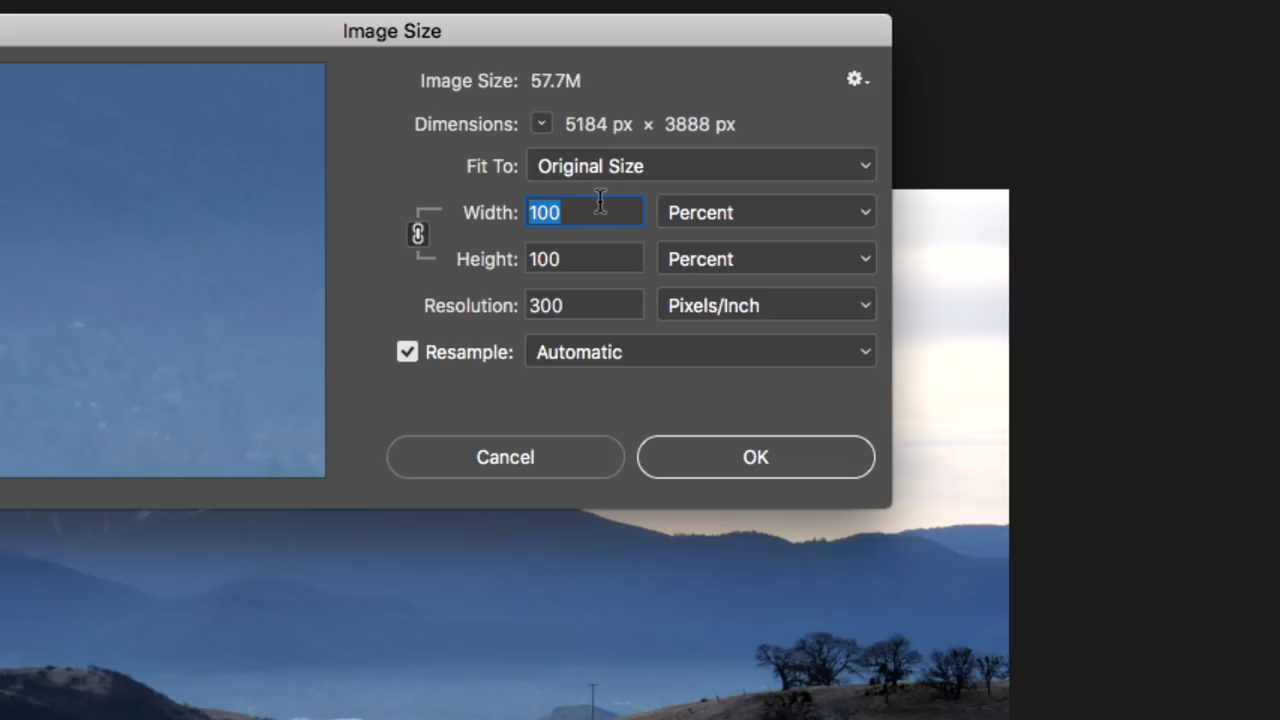 Image Size
Image Size: 57.7M
Dimensions: 5184 px × 3888 px
Fit To: Original Size
Width: 100 Percent
Height: 100 Percent
Resolution: 300 Pixels/Inch
Resample: Automatic
Cancel OK